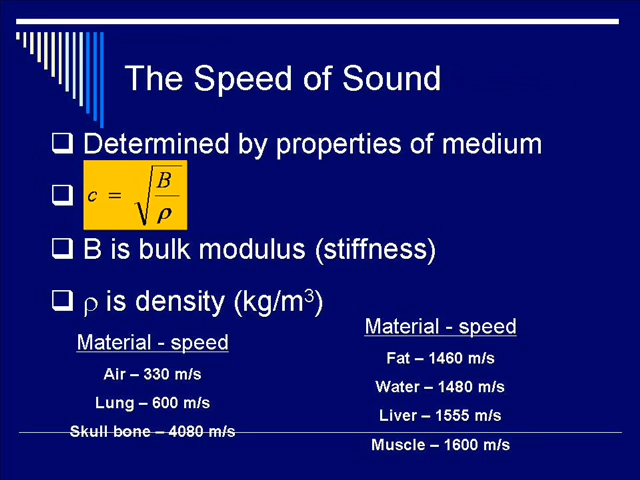 The Speed of Sound
❑ Determined by properties of medium
❑ c = √(B/ρ)
❑ B is bulk modulus (stiffness)
❑ ρ is density (kg/m³)
Material - speed
Air – 330 m/s
Lung – 600 m/s
Skull bone – 4080 m/s
Material - speed
Fat – 1460 m/s
Water – 1480 m/s
Liver – 1555 m/s
Muscle – 1600 m/s